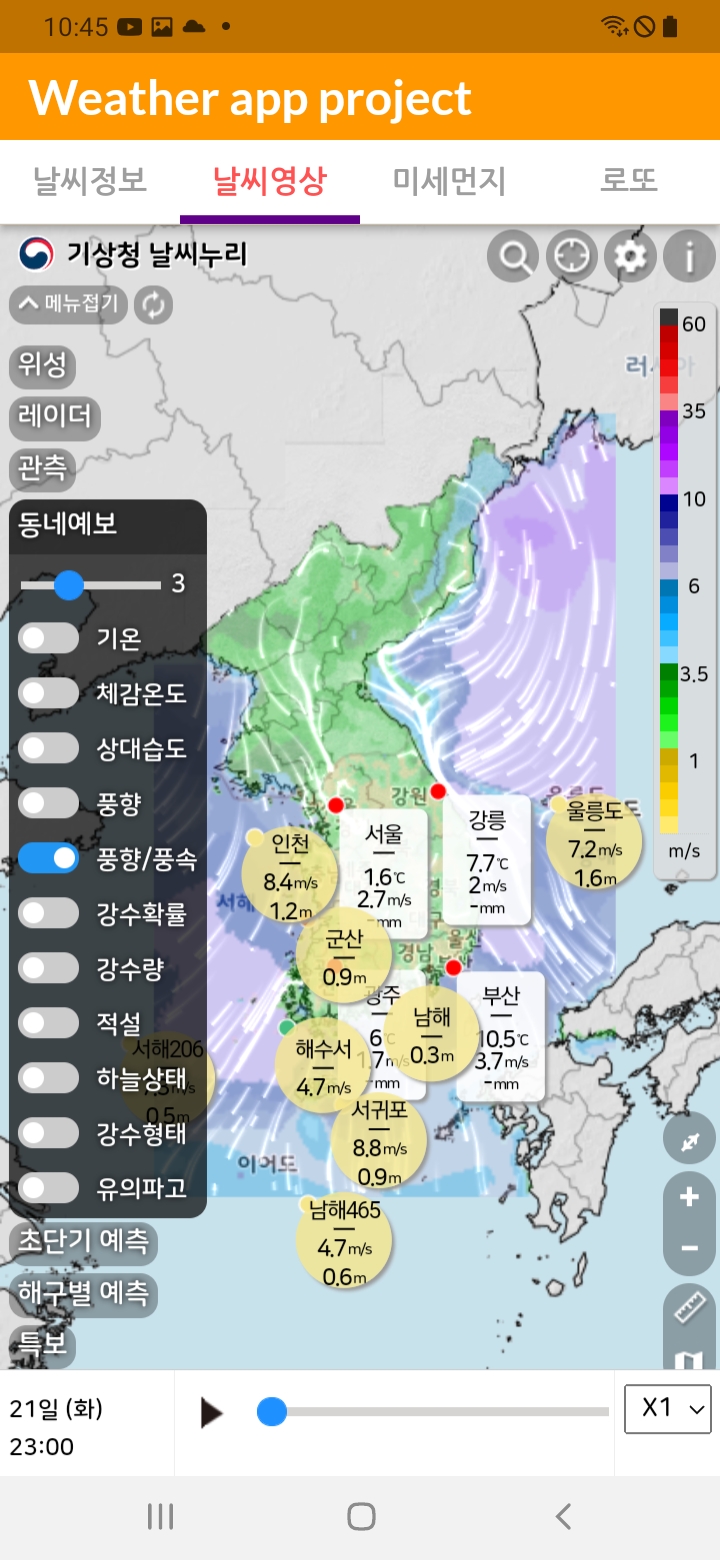 10:45
Weather app project
날씨정보
날씨영상
미세먼지
로또
기상청 날씨누리
메뉴접기
위성
레이더
관측
동네예보
3
기온
체감온도
상대습도
풍향
풍향/풍속
강수확률
강수량
적설
하늘상태
강수형태
유의파고
초단기 예측
해구별 예측
특보
60
35
10
6
3.5
1
m/s
강원
서울
1.6℃
2.7m/s
-mm
강릉
7.7℃
2m/s
-mm
울릉도
7.2m/s
1.6m
인천
8.4m/s
1.2m
서해
군산
0.9m
경남
울산
광주
6℃
1.7m/s
-mm
남해
0.3m
부산
10.5℃
3.7m/s
-mm
해수서
4.7m/s
서해206
7.3m/s
0.5m
서귀포
8.8m/s
0.9m
이어도
남해465
4.7m/s
0.6m
21일 (화)
23:00
X1